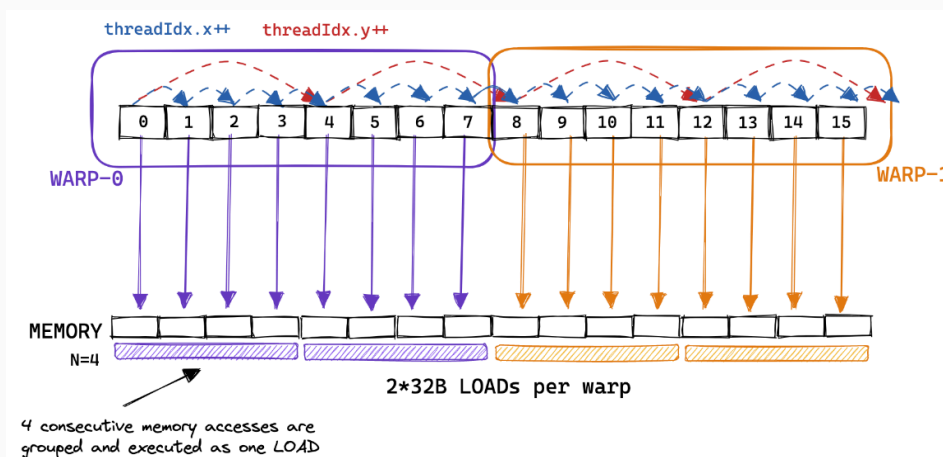 threadIdx.x++ threadIdx.y++
0 1 2 3 4 5 6 7 8 9 10 11 12 13 14 15
WARP-0 WARP-1
MEMORY
N=4
2*32B LOADs per warp
4 consecutive memory accesses are
grouped and executed as one LOAD